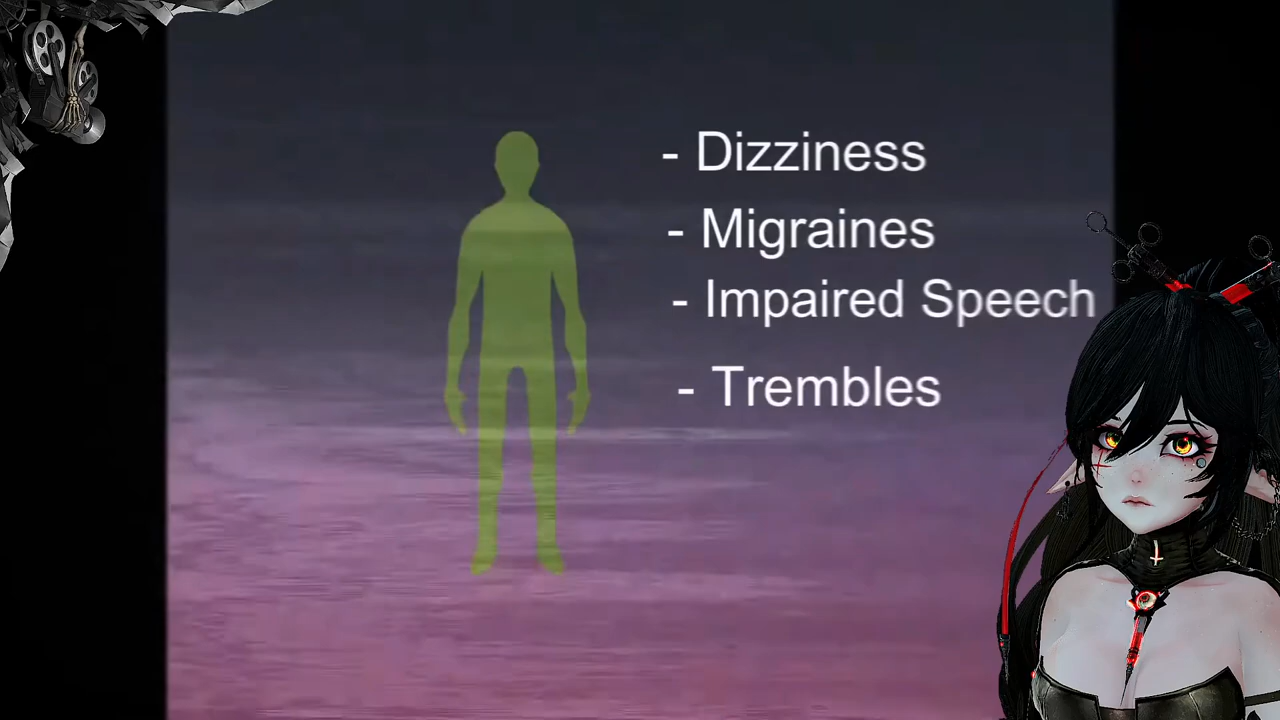 - Dizziness
- Migraines
- Impaired Speech
- Trembles